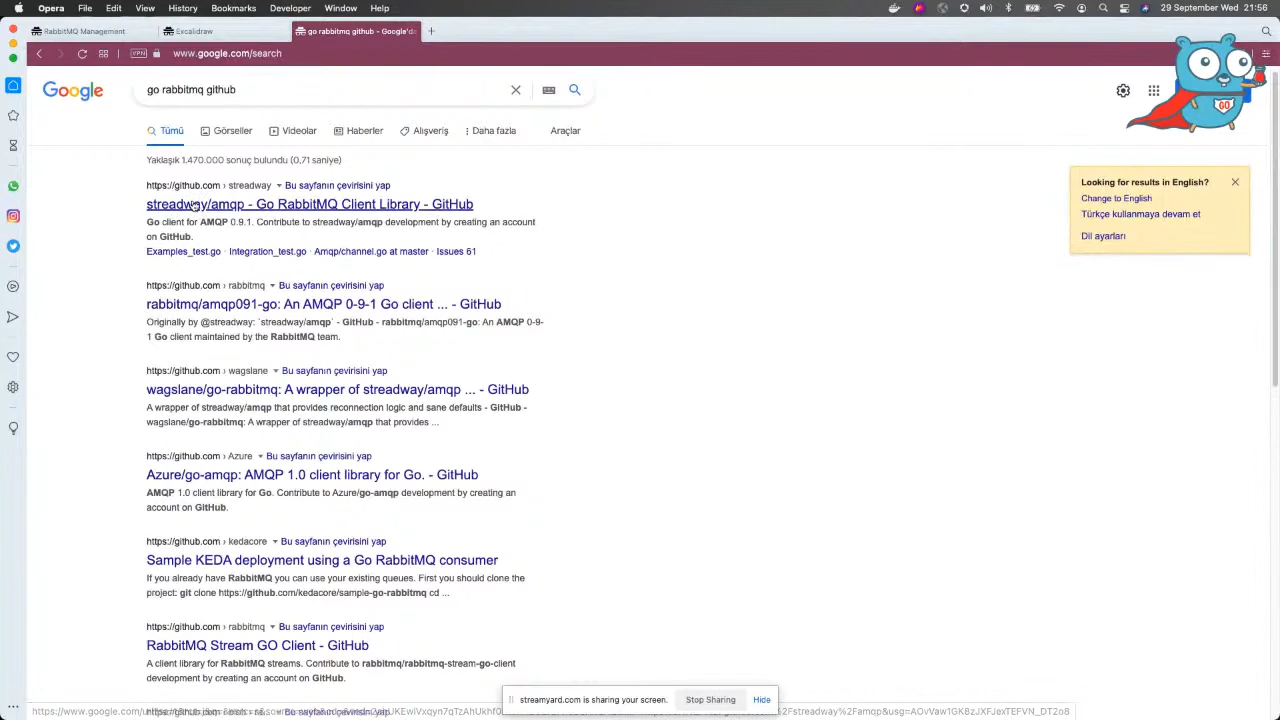 Opera File Edit View History Bookmarks Developer Window Help 29 September Wed 21:56
RabbitMQ Management Excalidraw go rabbitmq github - Google'da
VPN www.google.com/search
Google go rabbitmq github
GO
Tümü Görseller Videolar Haberler Alışveriş Daha fazla Araçlar
Yaklaşık 1.470.000 sonuç bulundu (0,71 saniye)
https://github.com › streadway Bu sayfanın çevirisini yap
streadway/amqp - Go RabbitMQ Client Library - GitHub
Go client for AMQP 0.9.1. Contribute to streadway/amqp development by creating an account
on GitHub.
Examples_test.go · Integration_test.go · Amqp/channel.go at master · Issues 61
Looking for results in English?
Change to English
Türkçe kullanmaya devam et
Dil ayarları
https://github.com › rabbitmq Bu sayfanın çevirisini yap
rabbitmq/amqp091-go: An AMQP 0-9-1 Go client ... - GitHub
Originally by @streadway: `streadway/amqp` - GitHub - rabbitmq/amqp091-go: An AMQP 0-9-
1 Go client maintained by the RabbitMQ team.
https://github.com › wagslane Bu sayfanın çevirisini yap
wagslane/go-rabbitmq: A wrapper of streadway/amqp ... - GitHub
A wrapper of streadway/amqp that provides reconnection logic and sane defaults - GitHub -
wagslane/go-rabbitmq: A wrapper of streadway/amqp that provides ...
https://github.com › Azure Bu sayfanın çevirisini yap
Azure/go-amqp: AMQP 1.0 client library for Go. - GitHub
AMQP 1.0 client library for Go. Contribute to Azure/go-amqp development by creating an
account on GitHub.
https://github.com › kedacore Bu sayfanın çevirisini yap
Sample KEDA deployment using a Go RabbitMQ consumer
If you already have RabbitMQ you can use your existing queues. First you should clone the
project: git clone https://github.com/kedacore/sample-go-rabbitmq cd ...
https://github.com › rabbitmq Bu sayfanın çevirisini yap
RabbitMQ Stream GO Client - GitHub
A client library for RabbitMQ streams. Contribute to rabbitmq/rabbitmq-stream-go-client
development by creating an account on GitHub.
streamyard.com is sharing your screen. Stop Sharing Hide